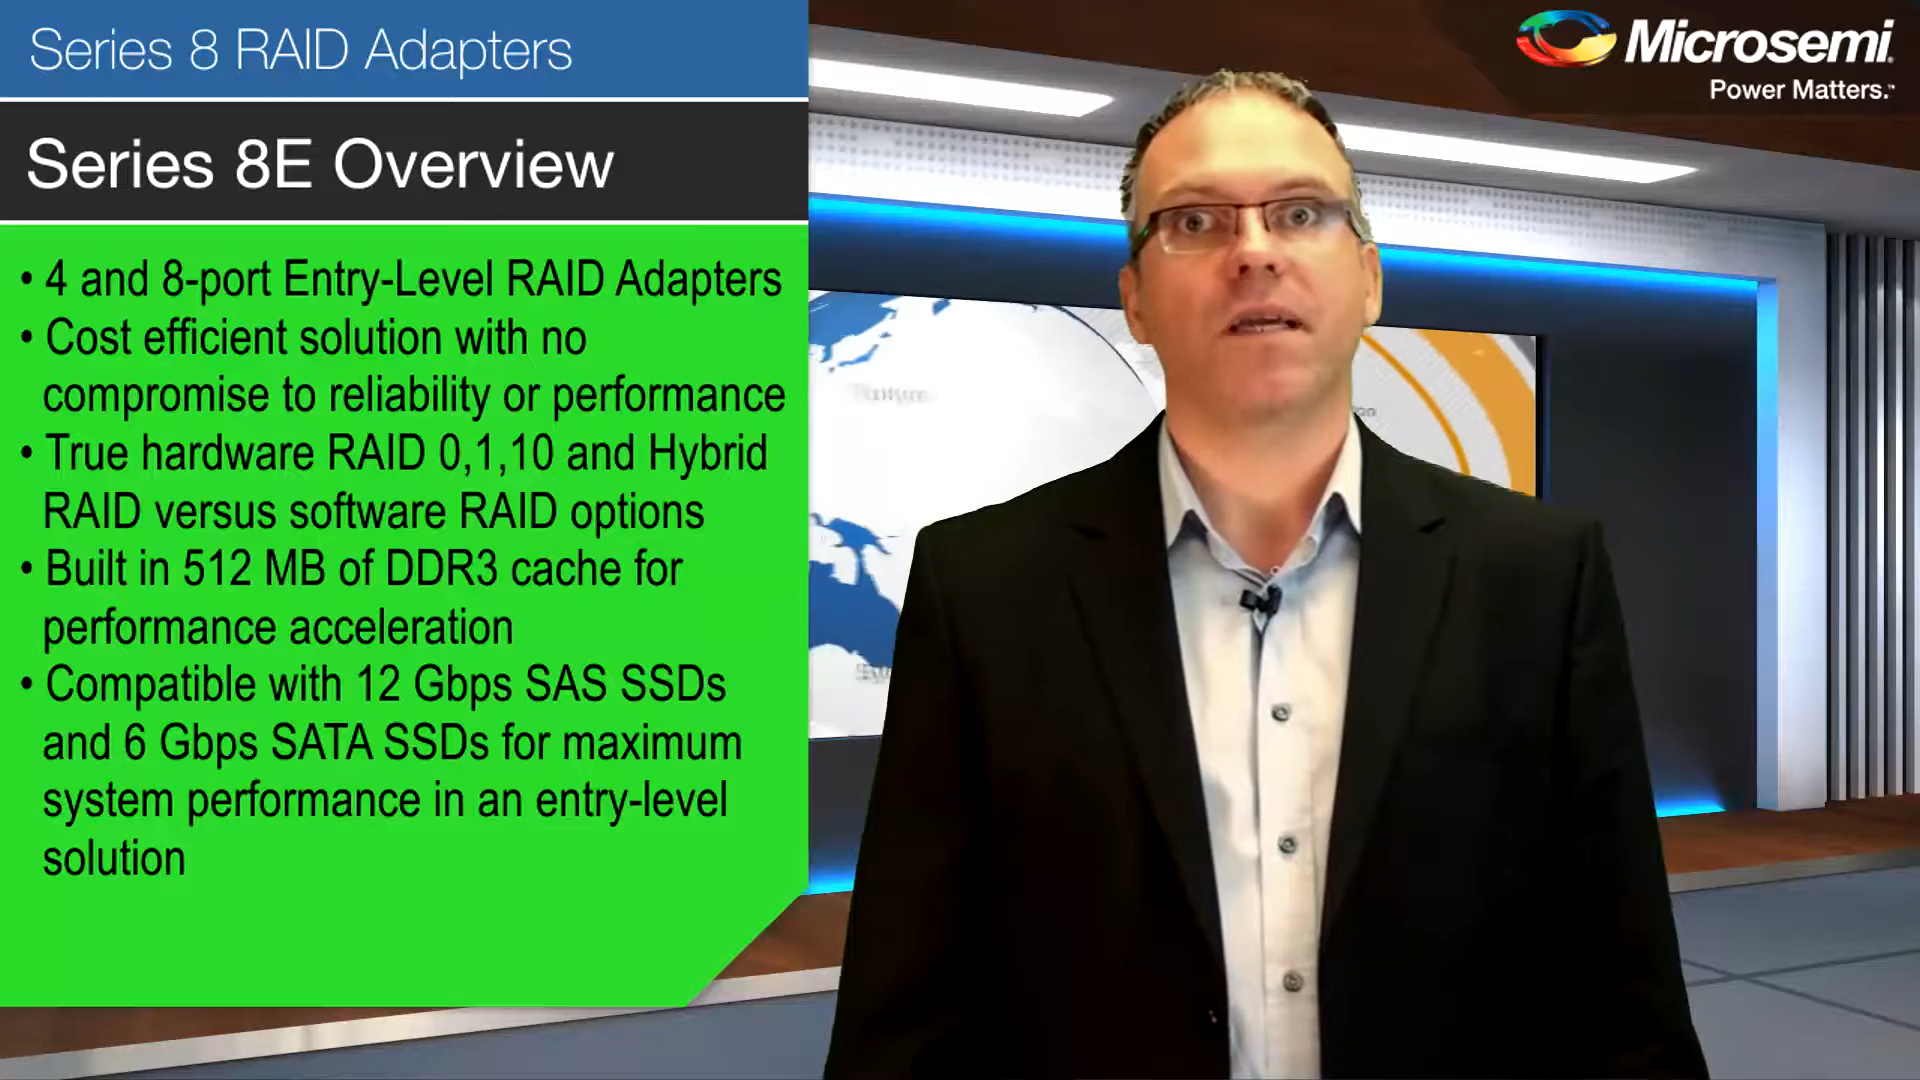 Series 8 RAID Adapters
Series 8E Overview
• 4 and 8-port Entry-Level RAID Adapters
• Cost efficient solution with no
compromise to reliability or performance
• True hardware RAID 0,1,10 and Hybrid
RAID versus software RAID options
• Built in 512 MB of DDR3 cache for
performance acceleration
• Compatible with 12 Gbps SAS SSDs
and 6 Gbps SATA SSDs for maximum
system performance in an entry-level
solution
Microsemi.
Power Matters.™